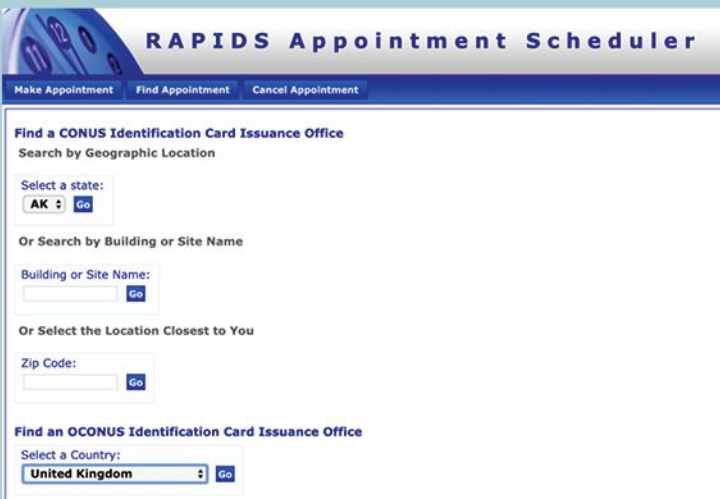 12
11
RAPIDS Appointment Scheduler
Make Appointment Find Appointment Cancel Appointment
Find a CONUS Identification Card Issuance Office
Search by Geographic Location
Select a state:
AK Go
Or Search by Building or Site Name
Building or Site Name:
Go
Or Select the Location Closest to You
Zip Code:
Go
Find an OCONUS Identification Card Issuance Office
Select a Country:
United Kingdom Go